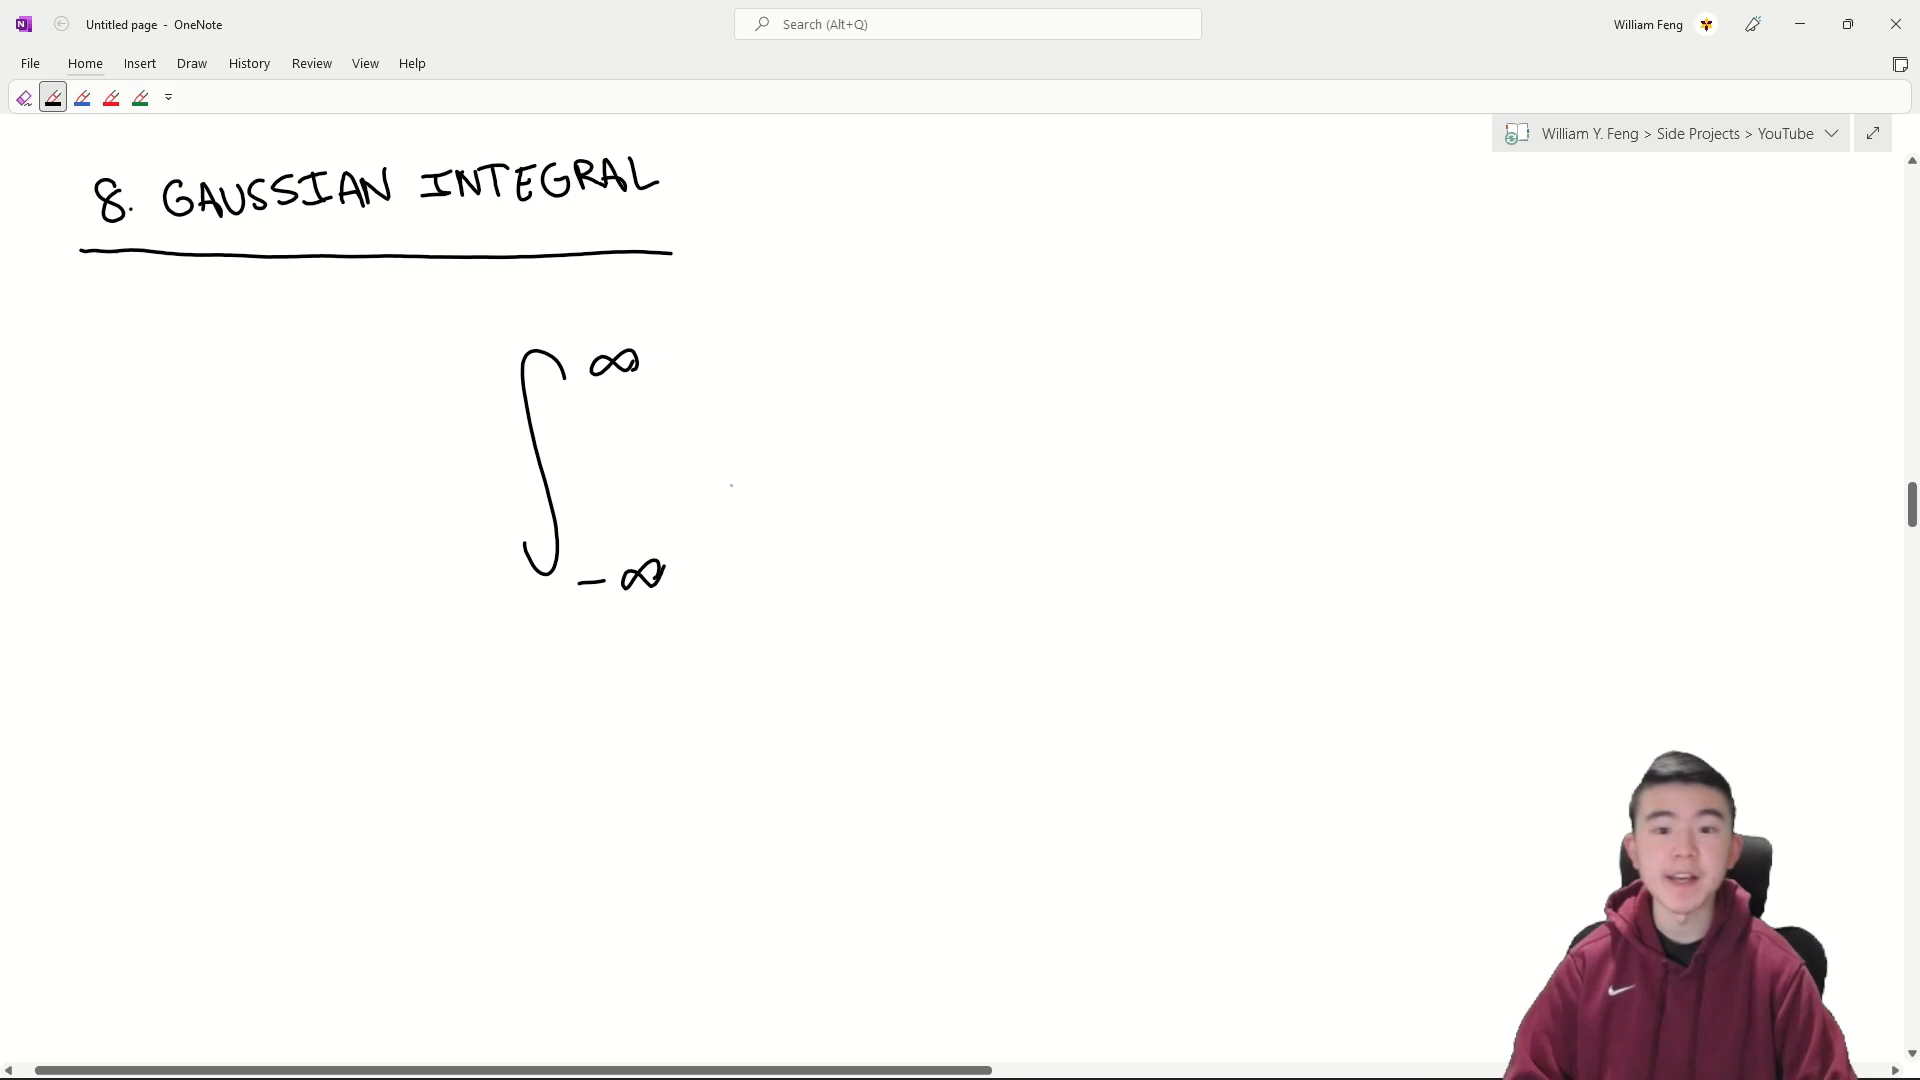 Untitled page - OneNote
Search (Alt+Q)
William Feng
File Home Insert Draw History Review View Help
William Y. Feng > Side Projects > YouTube
8. GAUSSIAN INTEGRAL
∫ ∞
-∞